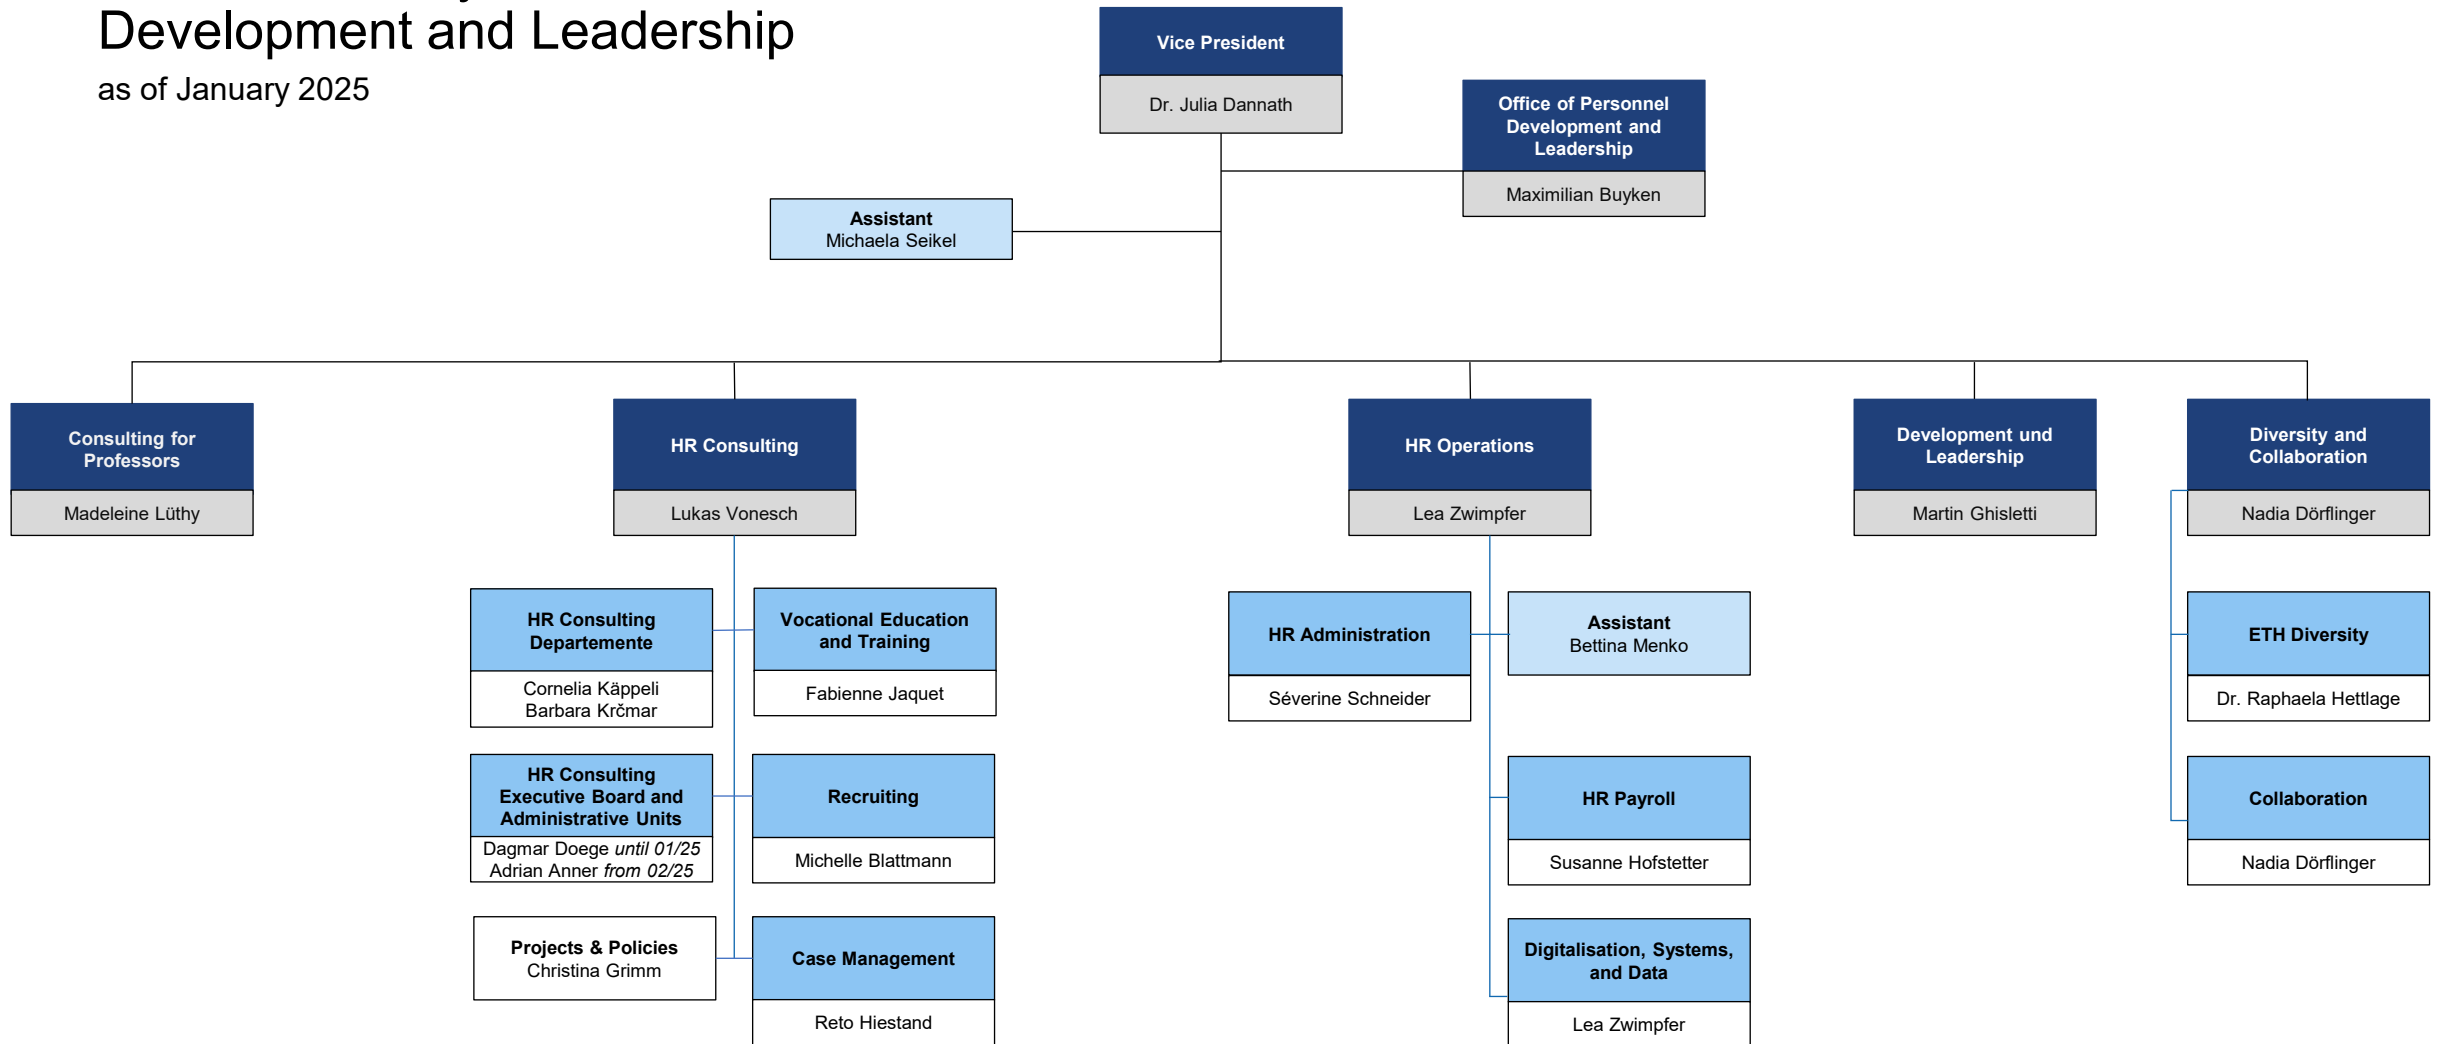 Development and Leadership
as of January 2025
Vice President
Dr. Julia Dannath
Office of Personnel
Development and
Leadership
Maximilian Buyken
Assistant
Michaela Seikel
Consulting for
Professors
Madeleine Lüthy
HR Consulting
Lukas Vonesch
HR Operations
Lea Zwimpfer
Development und
Leadership
Martin Ghisletti
Diversity and
Collaboration
Nadia Dörflinger
HR Consulting
Departemente
Cornelia Käppeli
Barbara Krčmar
Vocational Education
and Training
Fabienne Jaquet
HR Consulting
Executive Board and
Administrative Units
Dagmar Doege until 01/25
Adrian Anner from 02/25
Recruiting
Michelle Blattmann
Projects & Policies
Christina Grimm
Case Management
Reto Hiestand
HR Administration
Séverine Schneider
Assistant
Bettina Menko
HR Payroll
Susanne Hofstetter
Digitalisation, Systems,
and Data
Lea Zwimpfer
ETH Diversity
Dr. Raphaela Hettlage
Collaboration
Nadia Dörflinger